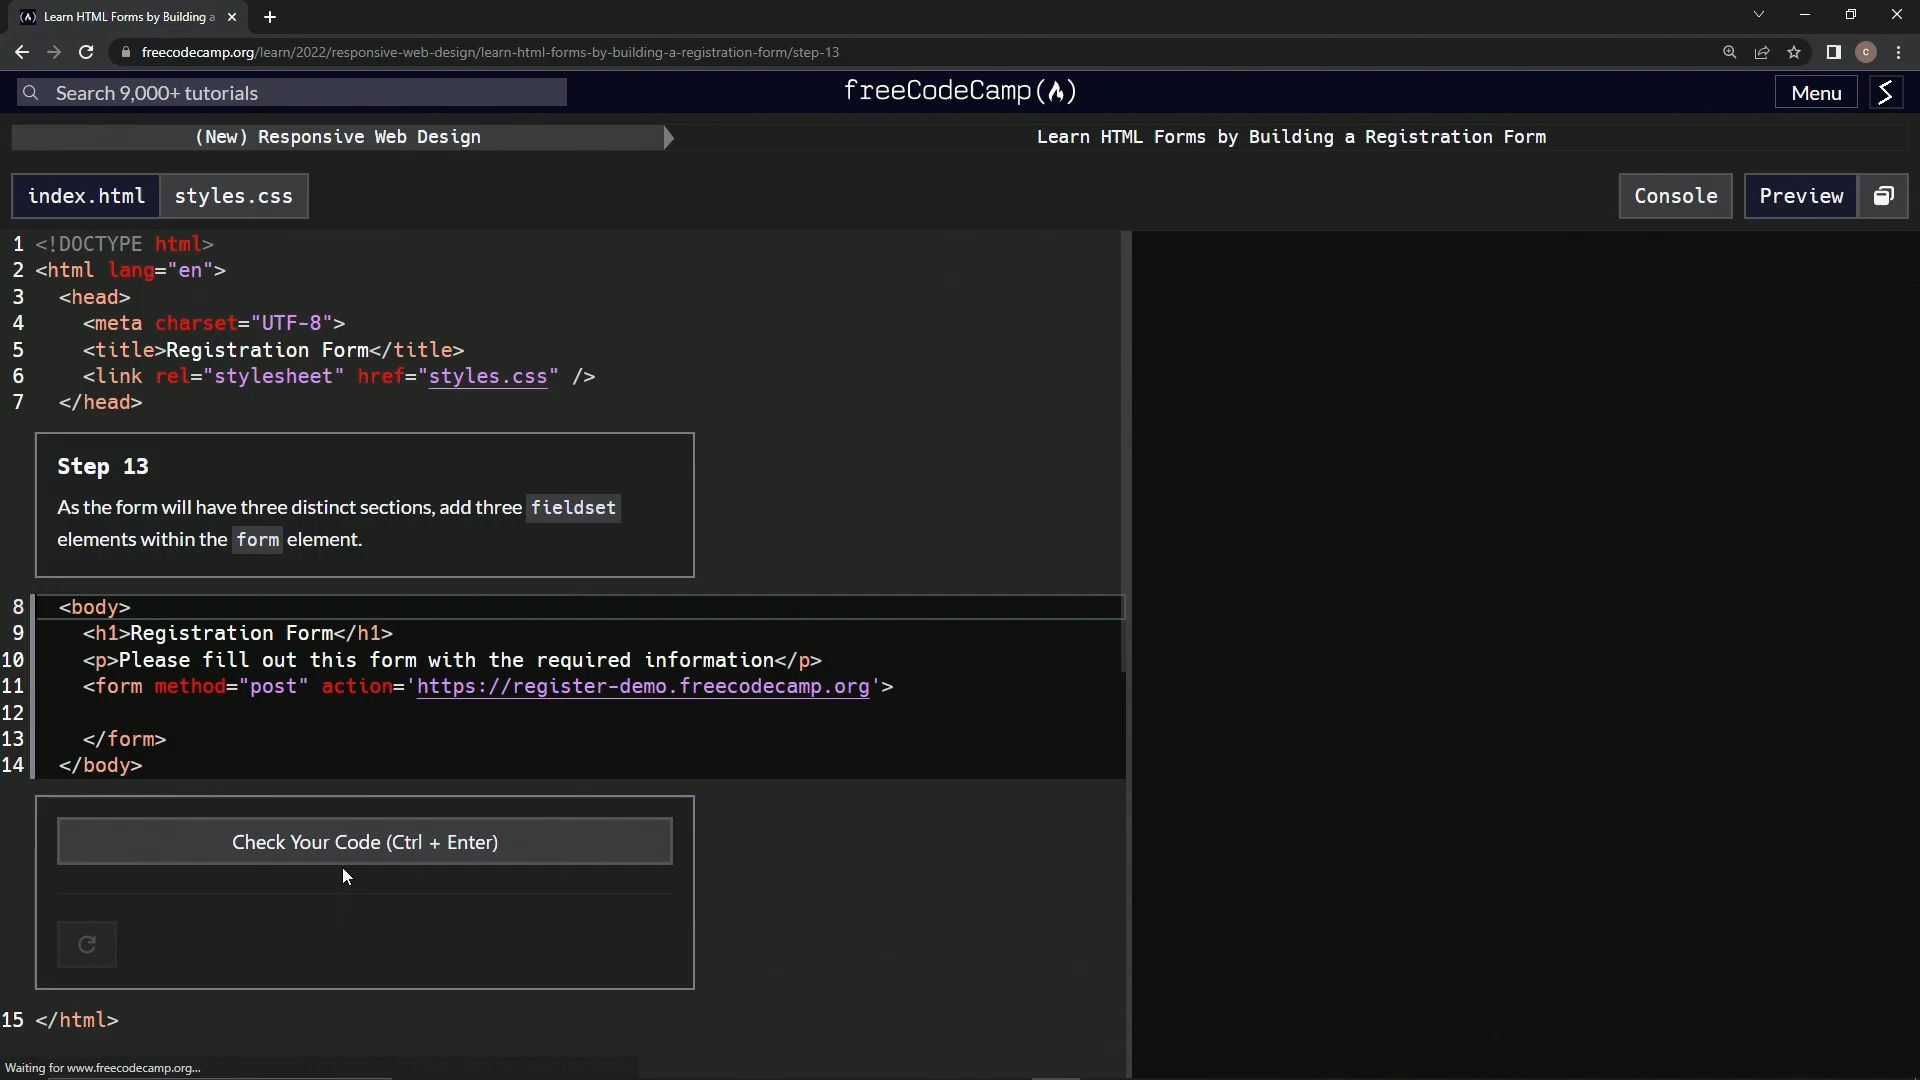 Learn HTML Forms by Building a
freecodecamp.org/learn/2022/responsive-web-design/learn-html-forms-by-building-a-registration-form/step-13
C
Search 9,000+ tutorials
freeCodeCamp
Menu
(New) Responsive Web Design
Learn HTML Forms by Building a Registration Form
index.html styles.css
Console
Preview
1 <!DOCTYPE html>
2 <html lang="en">
3 <head>
4 <meta charset="UTF-8">
5 <title>Registration Form</title>
6 <link rel="stylesheet" href="styles.css" />
7 </head>
Step 13
As the form will have three distinct sections, add three fieldset
elements within the form element.
8 <body>
9 <h1>Registration Form</h1>
10 <p>Please fill out this form with the required information</p>
11 <form method="post" action='https://register-demo.freecodecamp.org'>
12
13 </form>
14 </body>
Check Your Code (Ctrl + Enter)
15 </html>
Waiting for www.freecodecamp.org...